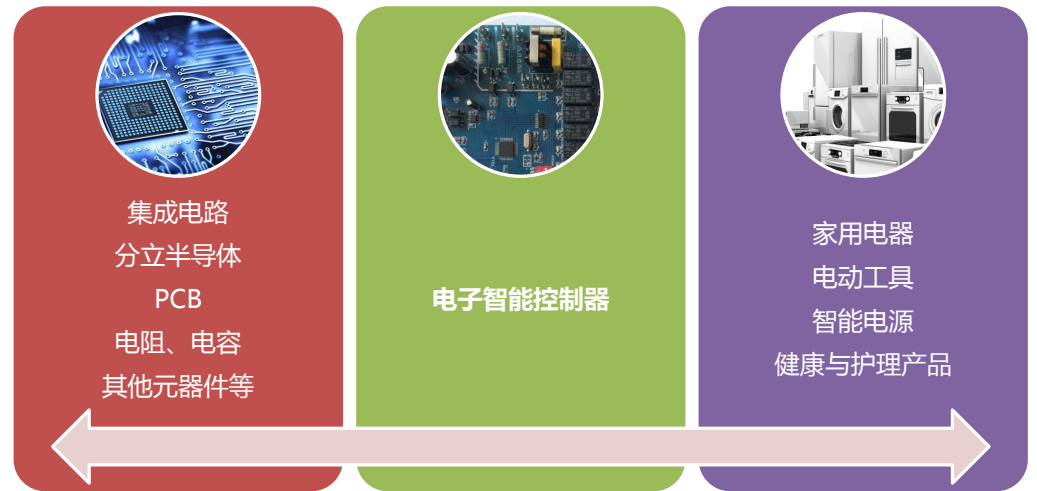 集成电路
分立半导体
PCB
电阻、电容
其他元器件等
电子智能控制器
家用电器
电动工具
智能电源
健康与护理产品